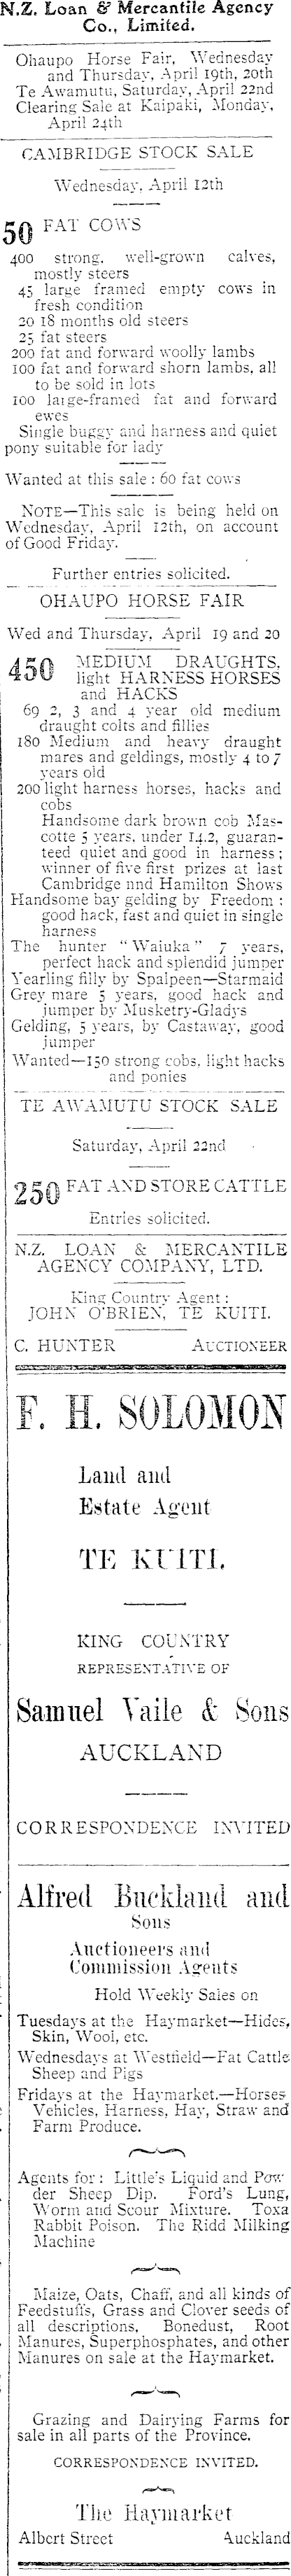 N.Z. Loan & Mercantile Agency
Co., Limited.
Ohaupo Horse Fair, Wednesday
and Thursday, April 19th, 20th
Te Awamutu, Saturday, April 22nd
Clearing Sale at Kaipaki, Monday,
April 24th
CAMBRIDGE STOCK SALE
Wednesday, April 12th
50 FAT COWS
400 strong, well-grown calves,
mostly steers
45 large framed empty cows in
fresh condition
20 18 months old steers
25 fat steers
200 fat and forward woolly lambs
100 fat and forward shorn lambs, all
to be sold in lots
100 large-framed fat and forward
ewes
Single buggy and harness and quiet
pony suitable for lady
Wanted at this sale : 60 fat cows
NOTE—This sale is being held on
Wednesday, April 12th, on account
of Good Friday.
Further entries solicited.
OHAUPO HORSE FAIR
Wed and Thursday, April 19 and 20
450 MEDIUM DRAUGHTS,
light HARNESS HORSES
and HACKS
69 2, 3 and 4 year old medium
draught colts and fillies
180 Medium and heavy draught
mares and geldings, mostly 4 to 7
years old
200 light harness horses, hacks and
cobs
Handsome dark brown cob Mas-
cotte 5 years, under 14.2, guaran-
teed quiet and good in harness ;
winner of five first prizes at last
Cambridge nnd Hamilton Shows
Handsome bay gelding by Freedom :
good hack, fast and quiet in single
harness
The hunter " Waiuka " 7 years,
perfect hack and splendid jumper
Yearling filly by Spalpeen—Starmaid
Grey mare 5 years, good hack and
jumper by Musketry-Gladys
Gelding, 5 years, by Castaway, good
jumper
Wanted—150 strong cobs, light hacks
and ponies
TE AWAMUTU STOCK SALE
Saturday, April 22nd
250 FAT AND STORE CATTLE
Entries solicited.
N.Z. LOAN & MERCANTILE
AGENCY COMPANY, LTD.
King Country Agent :
JOHN O'BRIEN, TE KUITI.
C. HUNTER AUCTIONEER
F. H. SOLOMON
Land and
Estate Agent
TE KUITI.
KING COUNTRY
REPRESENTATIVE OF
Samuel Vaile & Sons
AUCKLAND
CORRESPONDENCE INVITED
Alfred Buckland and
Sons
Auctioneers and
Commission Agents
Hold Weekly Sales on
Tuesdays at the Haymarket—Hides,
Skin, Wool, etc.
Wednesdays at Westfield—Fat Cattle
Sheep and Pigs
Fridays at the Haymarket.—Horses
Vehicles, Harness, Hay, Straw and
Farm Produce.
Agents for : Little's Liquid and Pow-
der Sheep Dip. Ford's Lung,
Worm and Scour Mixture. Toxa
Rabbit Poison. The Ridd Milking
Machine
Maize, Oats, Chaff, and all kinds of
Feedstuffs, Grass and Clover seeds of
all descriptions, Bonedust, Root
Manures, Superphosphates, and other
Manures on sale at the Haymarket.
Grazing and Dairying Farms for
sale in all parts of the Province.
CORRESPONDENCE INVITED.
The Haymarket
Albert Street Auckland